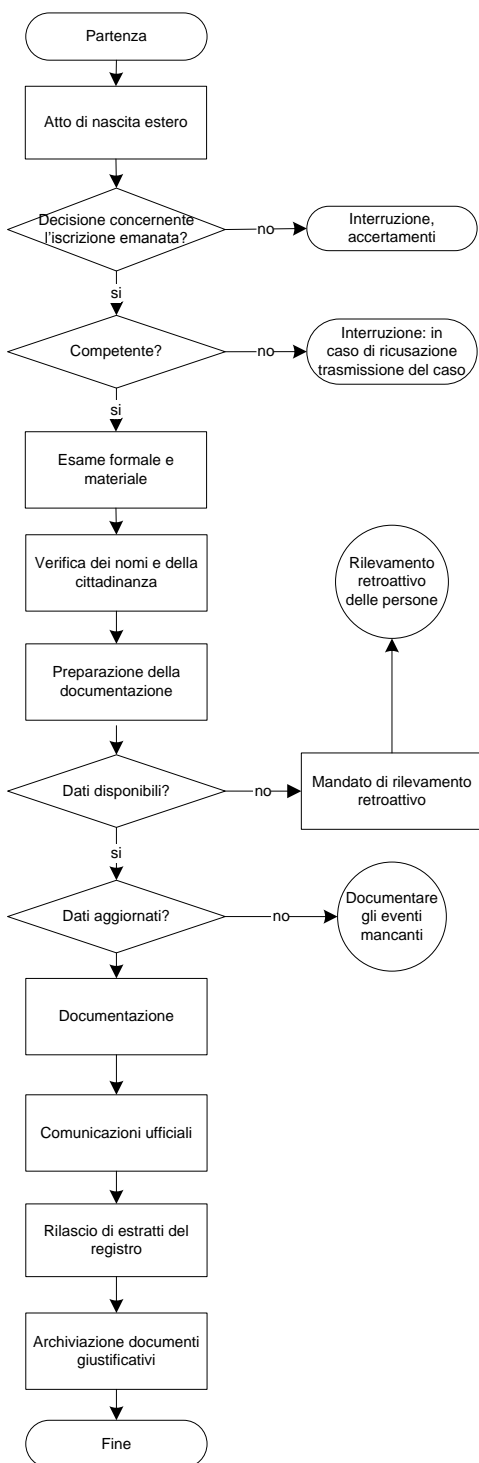 Partenza
Atto di nascita estero
Decisione concernente
l'iscrizione emanata?
no
Interruzione,
accertamenti
si
Competente?
no
Interruzione: in
caso di ricusazione
trasmissione del caso
si
Esame formale e
materiale
Verifica dei nomi e della
cittadinanza
Rilevamento
retroattivo
delle persone
Preparazione della
documentazione
Dati disponibili?
no
Mandato di rilevamento
retroattivo
si
Dati aggiornati?
no
Documentare
gli eventi
mancanti
Documentazione
Comunicazioni ufficiali
Rilascio di estratti del
registro
Archiviazione documenti
giustificativi
Fine